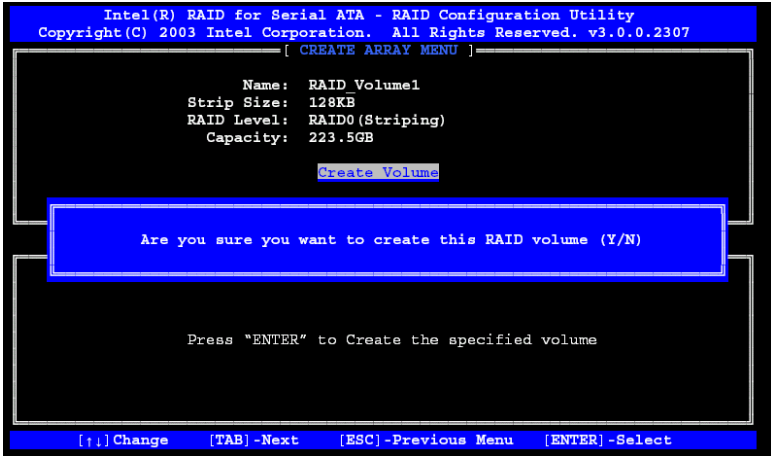 Intel(R) RAID for Serial ATA - RAID Configuration Utility
Copyright(C) 2003 Intel Corporation. All Rights Reserved. v3.0.0.2307
[ CREATE ARRAY MENU ]
Name: RAID_Volume1
Strip Size: 128KB
RAID Level: RAID0(Striping)
Capacity: 223.5GB
Create Volume
Are you sure you want to create this RAID volume (Y/N)
Press “ENTER” to Create the specified volume
[↑↓]Change [TAB]-Next [ESC]-Previous Menu [ENTER]-Select